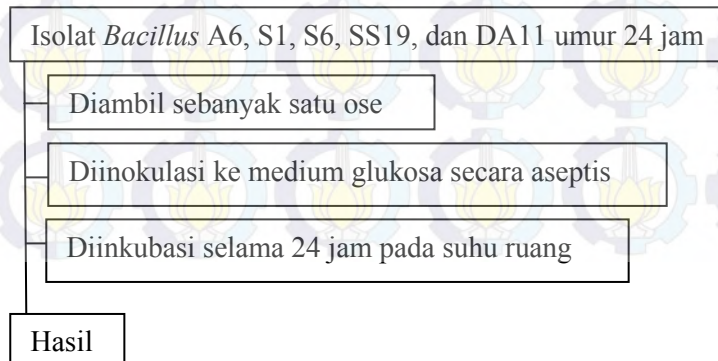 Isolat Bacillus A6, S1, S6, SS19, dan DA11 umur 24 jam
Diambil sebanyak satu ose
Diinokulasi ke medium glukosa secara aseptis
Diinkubasi selama 24 jam pada suhu ruang
Hasil